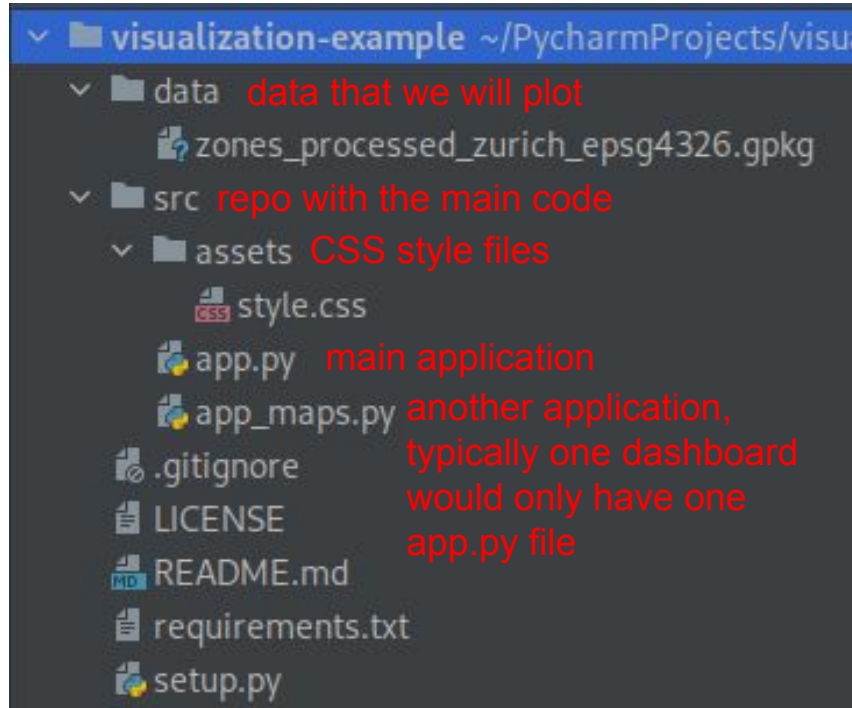 visualization-example ~/PycharmProjects/visua
data data that we will plot
zones_processed_zurich_epsg4326.gpkg
src repo with the main code
assets CSS style files
CSS style.css
app.py main application
app_maps.py another application,
typically one dashboard
.gitignore
would only have one
LICENSE
app.py file
MD README.md
requirements.txt
setup.py